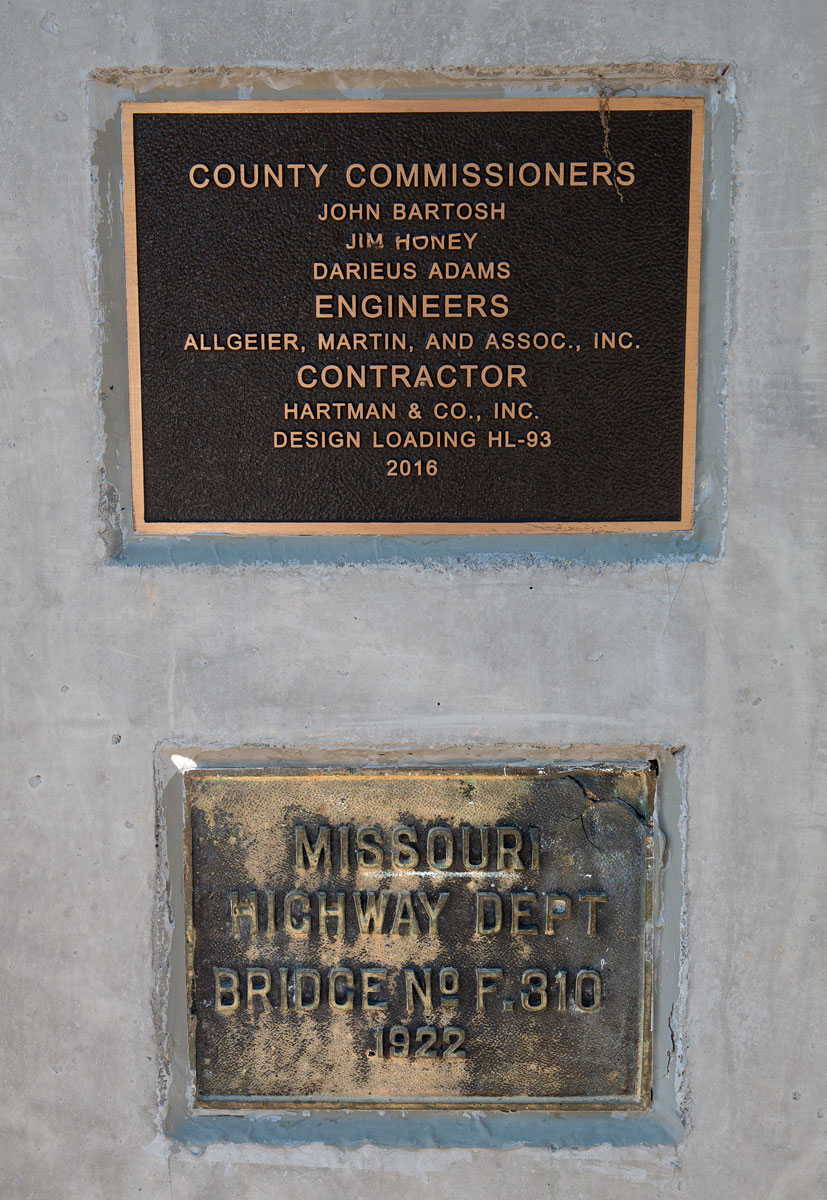 COUNTY COMMISSIONERS
JOHN BARTOSH
JIM HONEY
DARIEUS ADAMS
ENGINEERS
ALLGEIER, MARTIN, AND ASSOC., INC.
CONTRACTOR
HARTMAN & CO., INC.
DESIGN LOADING HL-93
2016
MISSOURI
HIGHWAY DEPT
BRIDGE Nº F.310
1922